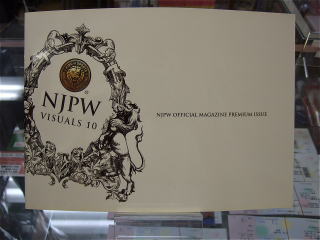 NJPW
VISUALS 10
NJPW OFFICIAL MAGAZINE PREMIUM ISSUE